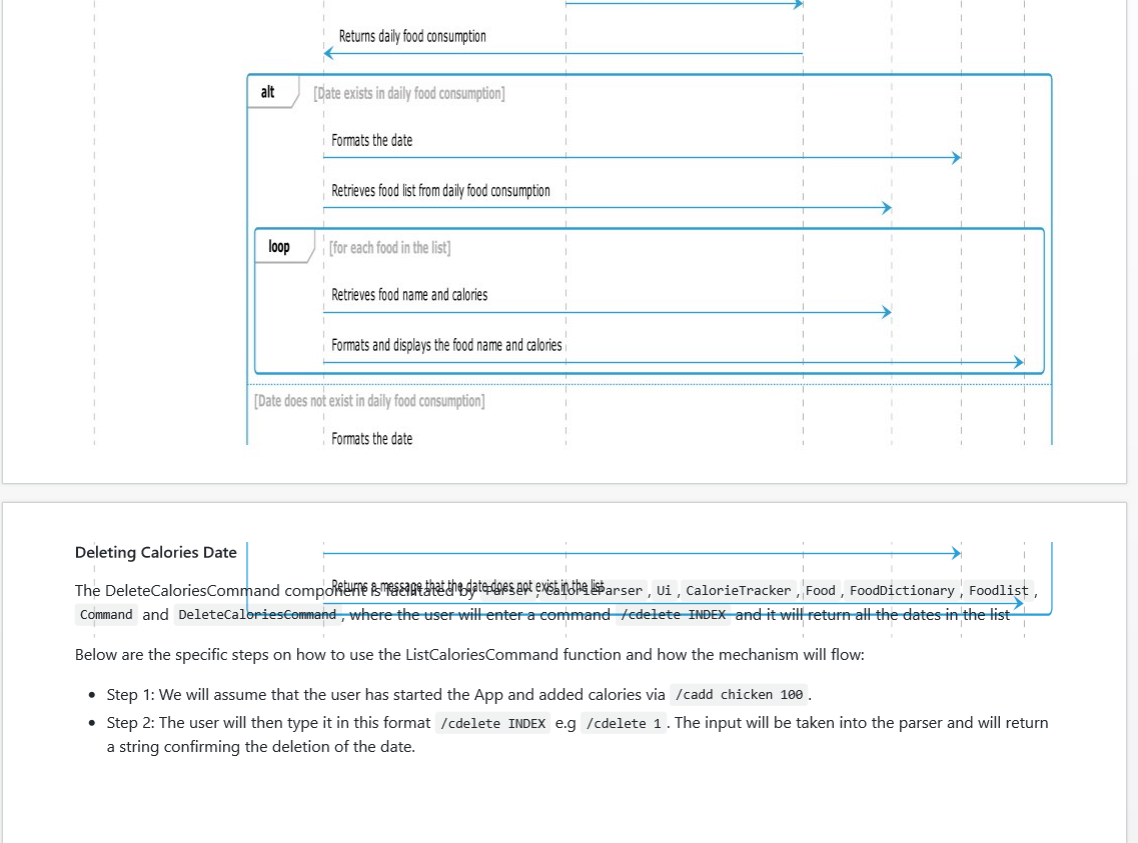 Returns daily food consumption
alt [Date exists in daily food consumption]
Formats the date
Retrieves food list from daily food consumption
loop [for each food in the list]
Retrieves food name and calories
Formats and displays the food name and calories
[Date does not exist in daily food consumption]
Formats the date
Deleting Calories Date
Returns a message that the date does not exist in the list
The DeleteCaloriesCommand component is facilitated by Parser , CalorieParser , Ui , CalorieTracker , Food , FoodDictionary , Foodlist ,
Command and DeleteCaloriesCommand , where the user will enter a command /cdelete INDEX and it will return all the dates in the list
Below are the specific steps on how to use the ListCaloriesCommand function and how the mechanism will flow:
• Step 1: We will assume that the user has started the App and added calories via /cadd chicken 100 .
• Step 2: The user will then type it in this format /cdelete INDEX e.g /cdelete 1 . The input will be taken into the parser and will return
a string confirming the deletion of the date.